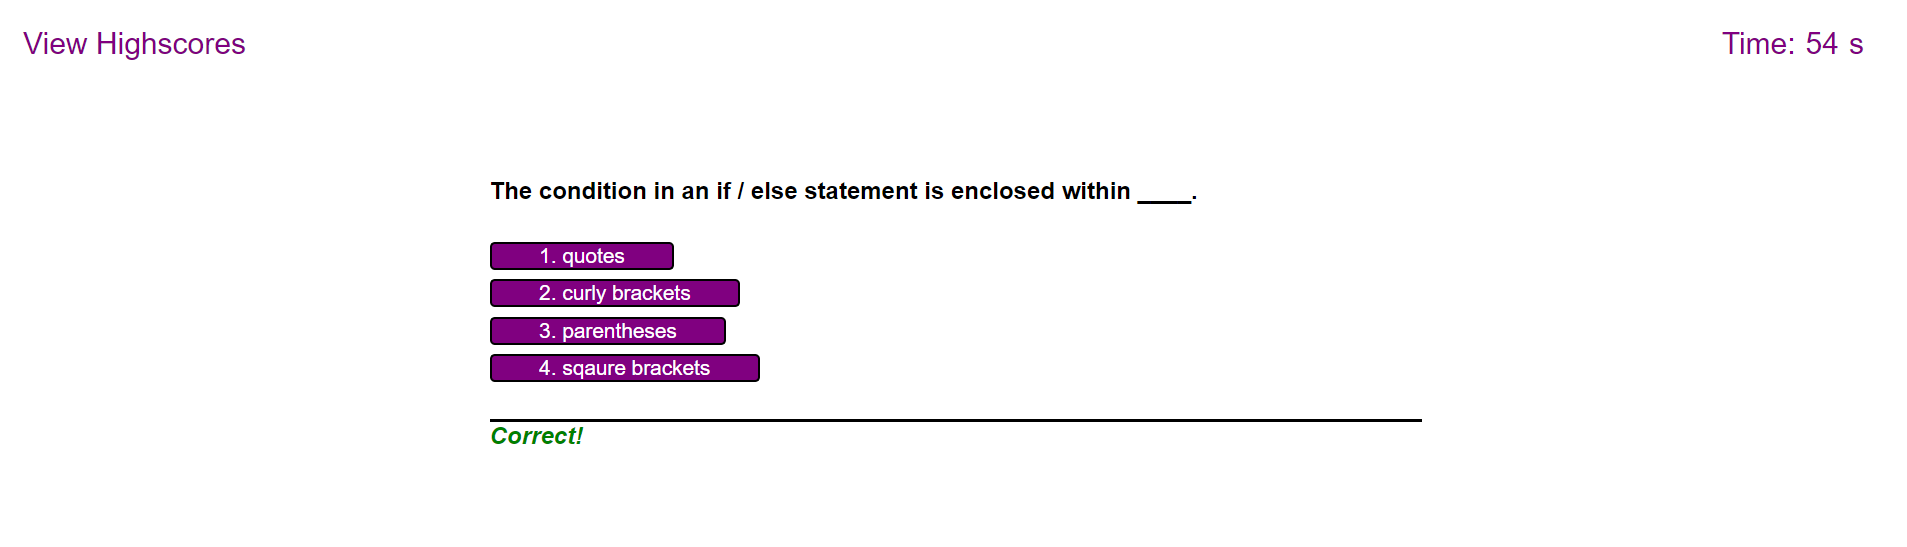 View Highscores
Time: 54 s
The condition in an if / else statement is enclosed within ____.
1. quotes
2. curly brackets
3. parentheses
4. sqaure brackets
Correct!